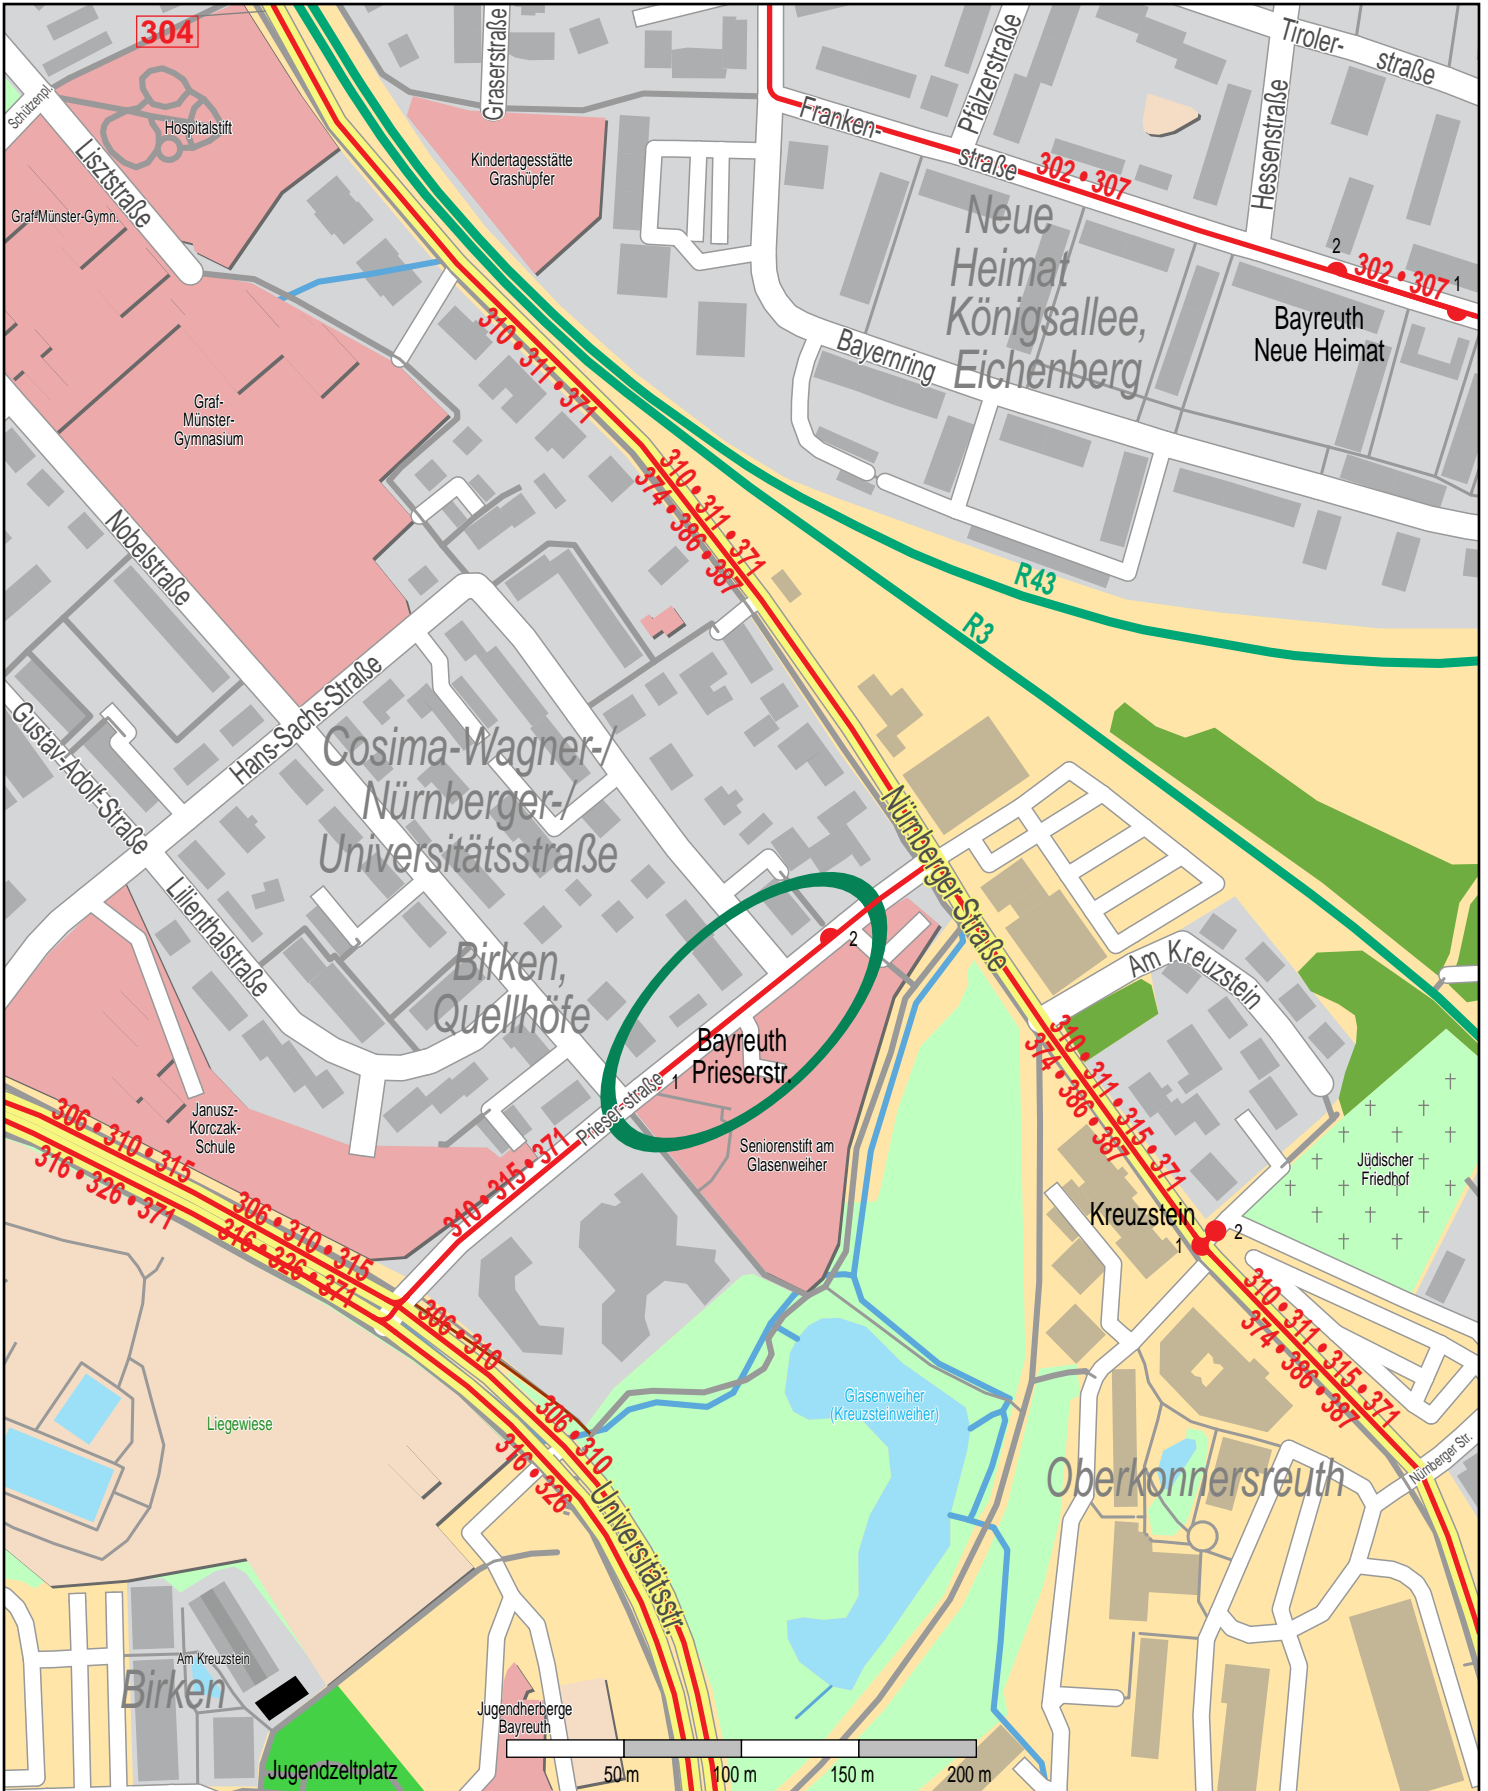 304
Schützenpl.
Hospitalstift
Lisztstraße
Graf-Münster-Gymn.
Graserstraße
Kindertagesstätte
Grashüpfer
Pfälzerstraße
Tiroler-
straße
Franken-
straße
Hessenstraße
302 • 307
Neue
Heimat
Königsallee,
Eichenberg
2
302 • 307
1
Bayreuth
Neue Heimat
Bayernring
310 • 311 • 371
Graf-
Münster-
Gymnasium
310 • 311 • 371
374 • 386 • 387
Nobelstraße
R43
R3
Hans-Sachs-Straße
Gustav-Adolf-Straße
Cosima-Wagner-/
Nürnberger-/
Universitätsstraße
Nürnberger Straße
Lilienthalstraße
Birken,
Quellhöfe
2
Am Kreuzstein
Bayreuth
Prieserstr.
1
Prieser-straße
310 • 311 • 315 • 371
374 • 386 • 387
Janusz-
Korczak-
Schule
306 • 310 • 315
316 • 326 • 371
310 • 315 • 371
Seniorenstift am
Glasenweiher
Jüdischer
Friedhof
Kreuzstein
1
2
306 • 310 • 315
316 • 326 • 371
310 • 311 • 315 • 371
374 • 386 • 387
306 • 310
Glasenweiher
(Kreuzsteinweiher)
Liegewiese
306 • 310
316 • 326
Nürnberger Str.
Oberkonnersreuth
Universitätsstr.
Am Kreuzstein
Birken
Jugendherberge
Bayreuth
Jugendzeltplatz
50 m
100 m
150 m
200 m